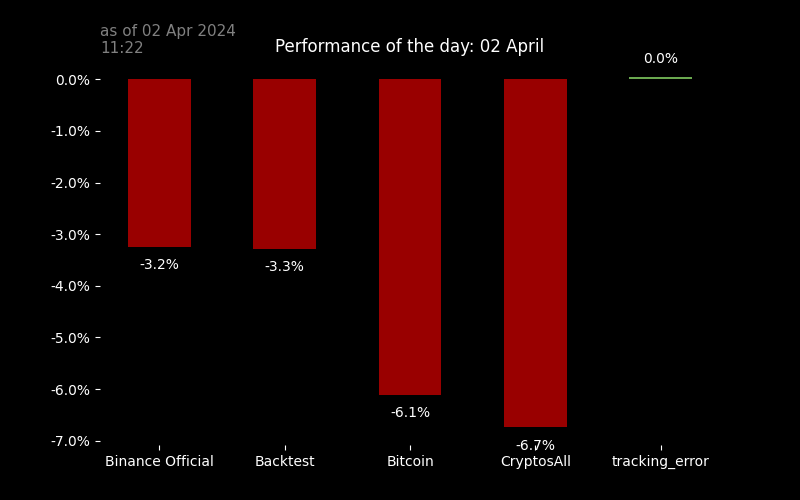 as of 02 Apr 2024
11:22
Performance of the day: 02 April
0.0%
0.0%
-1.0%
-2.0%
-3.0%
-4.0%
-5.0%
-6.0%
-7.0%
-3.2%
-3.3%
-6.1%
-6.7%
Binance Official
Backtest
Bitcoin
CryptosAll
tracking_error